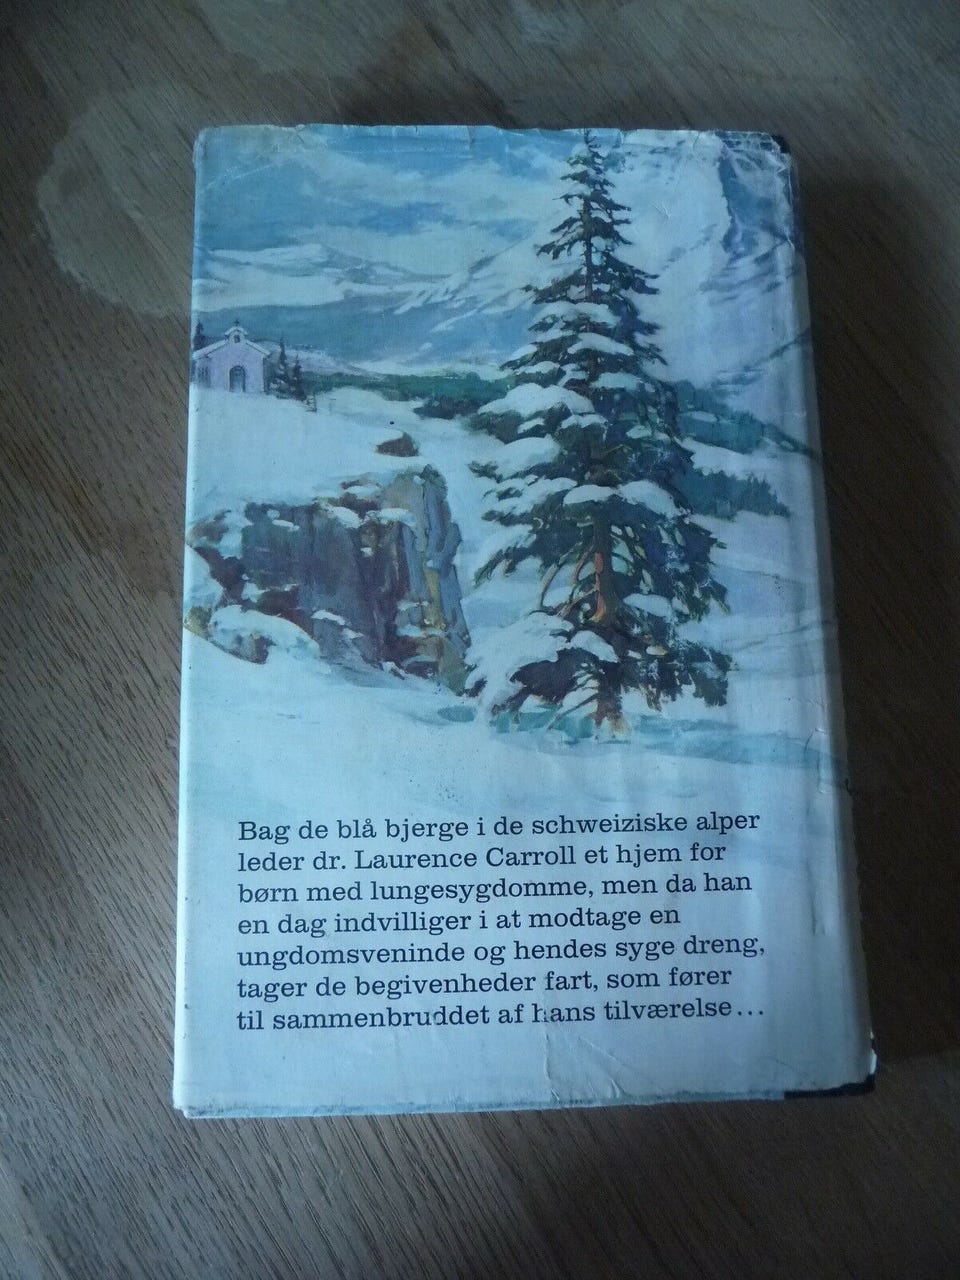 Bag de blå bjerge i de schweiziske alper
leder dr. Laurence Carroll et hjem for
børn med lungesygdomme, men da han
en dag indvilliger i at modtage en
ungdomsveninde og hendes syge dreng,
tager de begivenheder fart, som fører
til sammenbruddet af hans tilværelse...